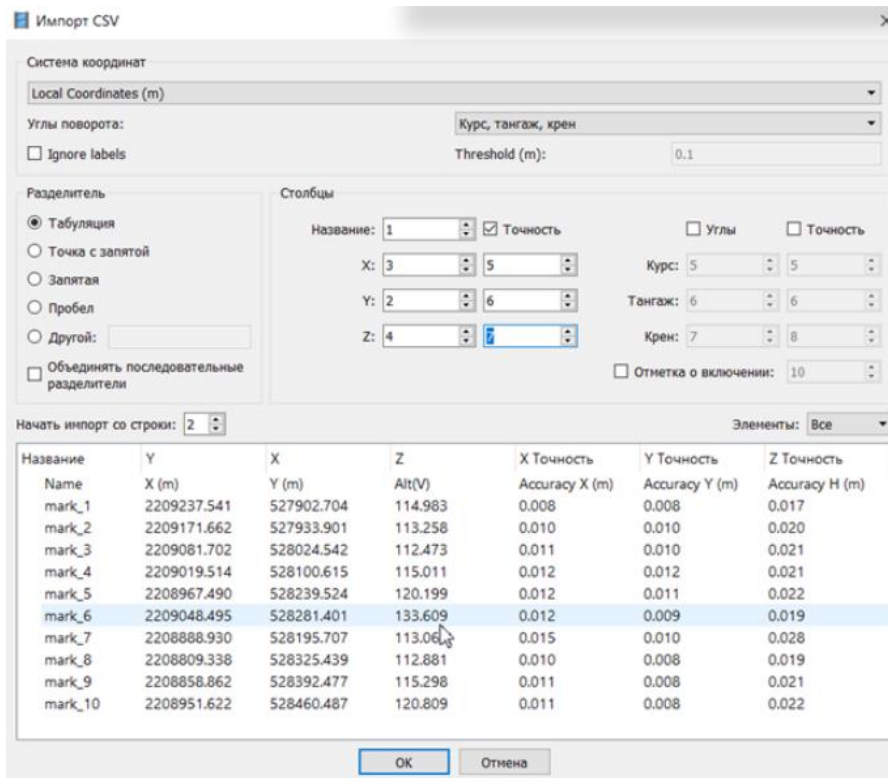 Импорт CSV
Система координат
Local Coordinates (m)
Углы поворота: Курс, тангаж, крен
Ignore labels Threshold (m): 0.1
Разделитель Столбцы
Табуляция Название: 1 Точность Углы Точность
Точка с запятой X: 3 5 Курс: 5 5
Запятая
Пробел Y: 2 6 Тангаж: 6 6
Другой: Z: 4 7 Крен: 7 8
Объединять последовательные
разделители
Отметка о включении: 10
Начать импорт со строки: 2 Элементы: Все
Название Y X Z X Точность Y Точность Z Точность
Name X (m) Y (m) Alt(V) Accuracy X (m) Accuracy Y (m) Accuracy H (m)
mark_1 2209237.541 527902.704 114.983 0.008 0.008 0.017
mark_2 2209171.662 527933.901 113.258 0.010 0.010 0.020
mark_3 2209081.702 528024.542 112.473 0.011 0.010 0.021
mark_4 2209019.514 528100.615 115.011 0.012 0.012 0.021
mark_5 2208967.490 528239.524 120.199 0.012 0.011 0.022
mark_6 2209048.495 528281.401 133.609 0.012 0.009 0.019
mark_7 2208888.930 528195.707 0.015 0.010 0.028
mark_8 2208809.338 528325.439 112.881 0.010 0.008 0.019
mark_9 2208858.862 528392.477 115.298 0.011 0.008 0.021
mark_10 2208951.622 528460.487 120.809 0.011 0.008 0.022
OK Отмена